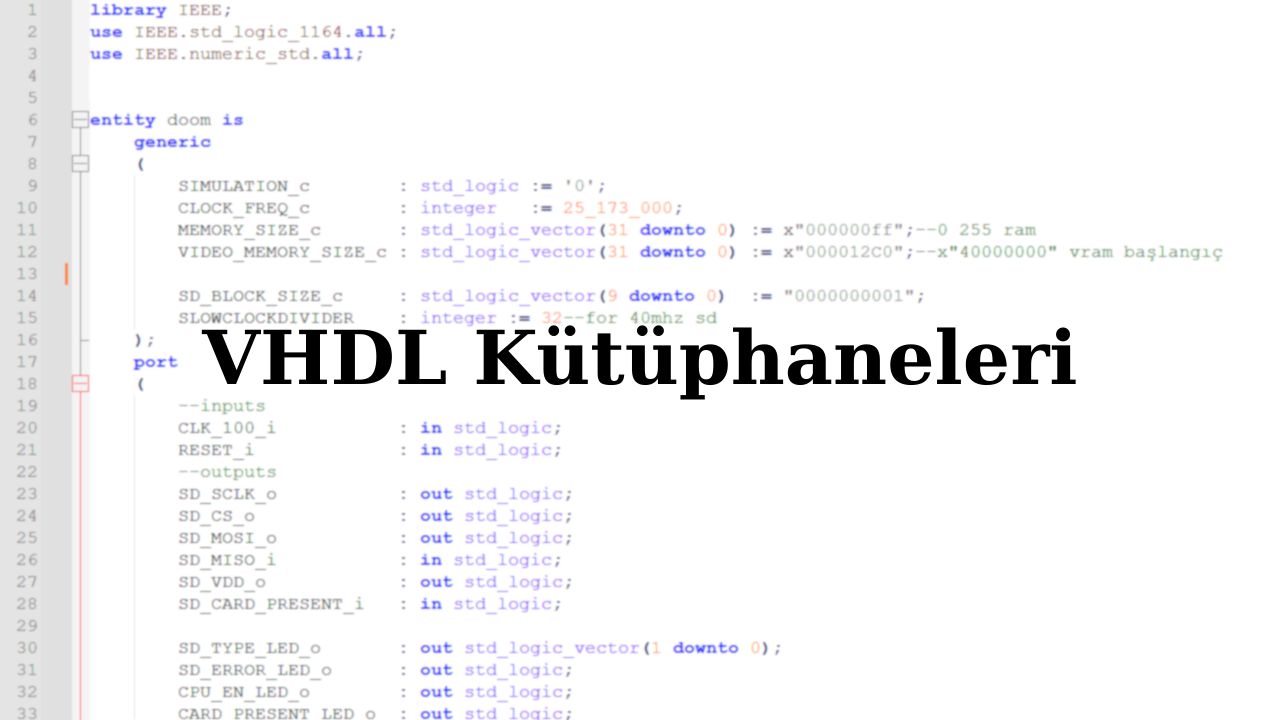 1 library IEEE;
2 use IEEE.std_logic_1164.all;
3 use IEEE.numeric_std.all;
4
5
6 entity doom is
7 generic
8 (
9 SIMULATION_c : std_logic := '0';
10 CLOCK_FREQ_c : integer := 25_173_000;
11 MEMORY_SIZE_c : std_logic_vector(31 downto 0) := x"000000ff";--0 255 ram
12 VIDEO_MEMORY_SIZE_c : std_logic_vector(31 downto 0) := x"000012C0";--x"40000000" vram başlangıç
13
14 SD_BLOCK_SIZE_c : std_logic_vector(9 downto 0) := "0000000001";
15 SLOWCLOCKDIVIDER : integer := 32--for 40mhz sd
16 );
VHDL Kütüphaneleri
17 port
18 (
19 --inputs
20 CLK_100_i : in std_logic;
21 RESET_i : in std_logic;
22 --outputs
23 SD_SCLK_o : out std_logic;
24 SD_CS_o : out std_logic;
25 SD_MOSI_o : out std_logic;
26 SD_MISO_i : in std_logic;
27 SD_VDD_o : out std_logic;
28 SD_CARD_PRESENT_i : in std_logic;
29
30 SD_TYPE_LED_o : out std_logic_vector(1 downto 0);
31 SD_ERROR_LED_o : out std_logic;
32 CPU_EN_LED_o : out std_logic;
33 CARD_PRESENT_LED_o : out std_logic;